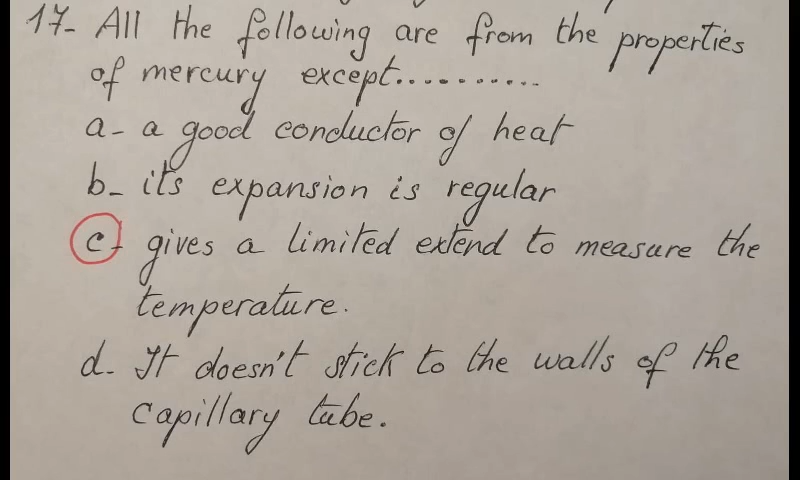 17- All the following are from the properties
of mercury except...........
a- a good conductor of heat
b- its expansion is regular
c- gives a limited extend to measure the
temperature.
d- It doesn't stick to the walls of the
capillary tube.